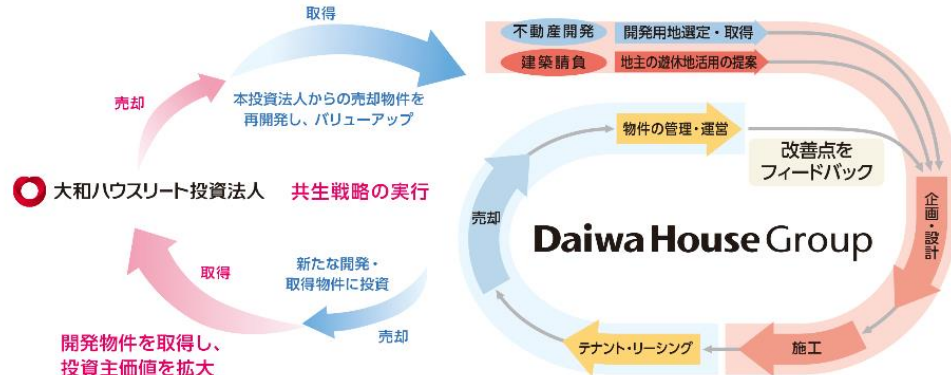 取得
不動産開発
開発用地選定・取得
建築請負
地主の遊休地活用の提案
売却
本投資法人からの売却物件を
再開発し、バリューアップ
物件の管理・運営
改善点を
フィードバック
大和ハウスリート投資法人
共生戦略の実行
売却
Daiwa House Group
企画・設計
取得
新たな開発・
取得物件に投資
売却
開発物件を取得し、
投資主価値を拡大
テナント・リーシング
施工